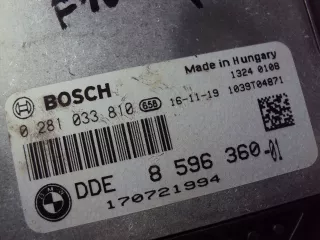 Made in Hungary
BOSCH
1324 0108
0 281 033 810 658 16-11-19 1039T04871
DDE 8 596 360-01
170721994